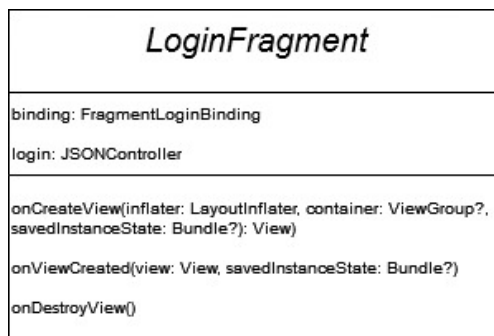 LoginFragment
binding: FragmentLoginBinding
login: JSONController
onCreateView(inflater: LayoutInflater, container: ViewGroup?,
savedInstanceState: Bundle?): View)
onViewCreated(view: View, savedInstanceState: Bundle?)
onDestroyView()